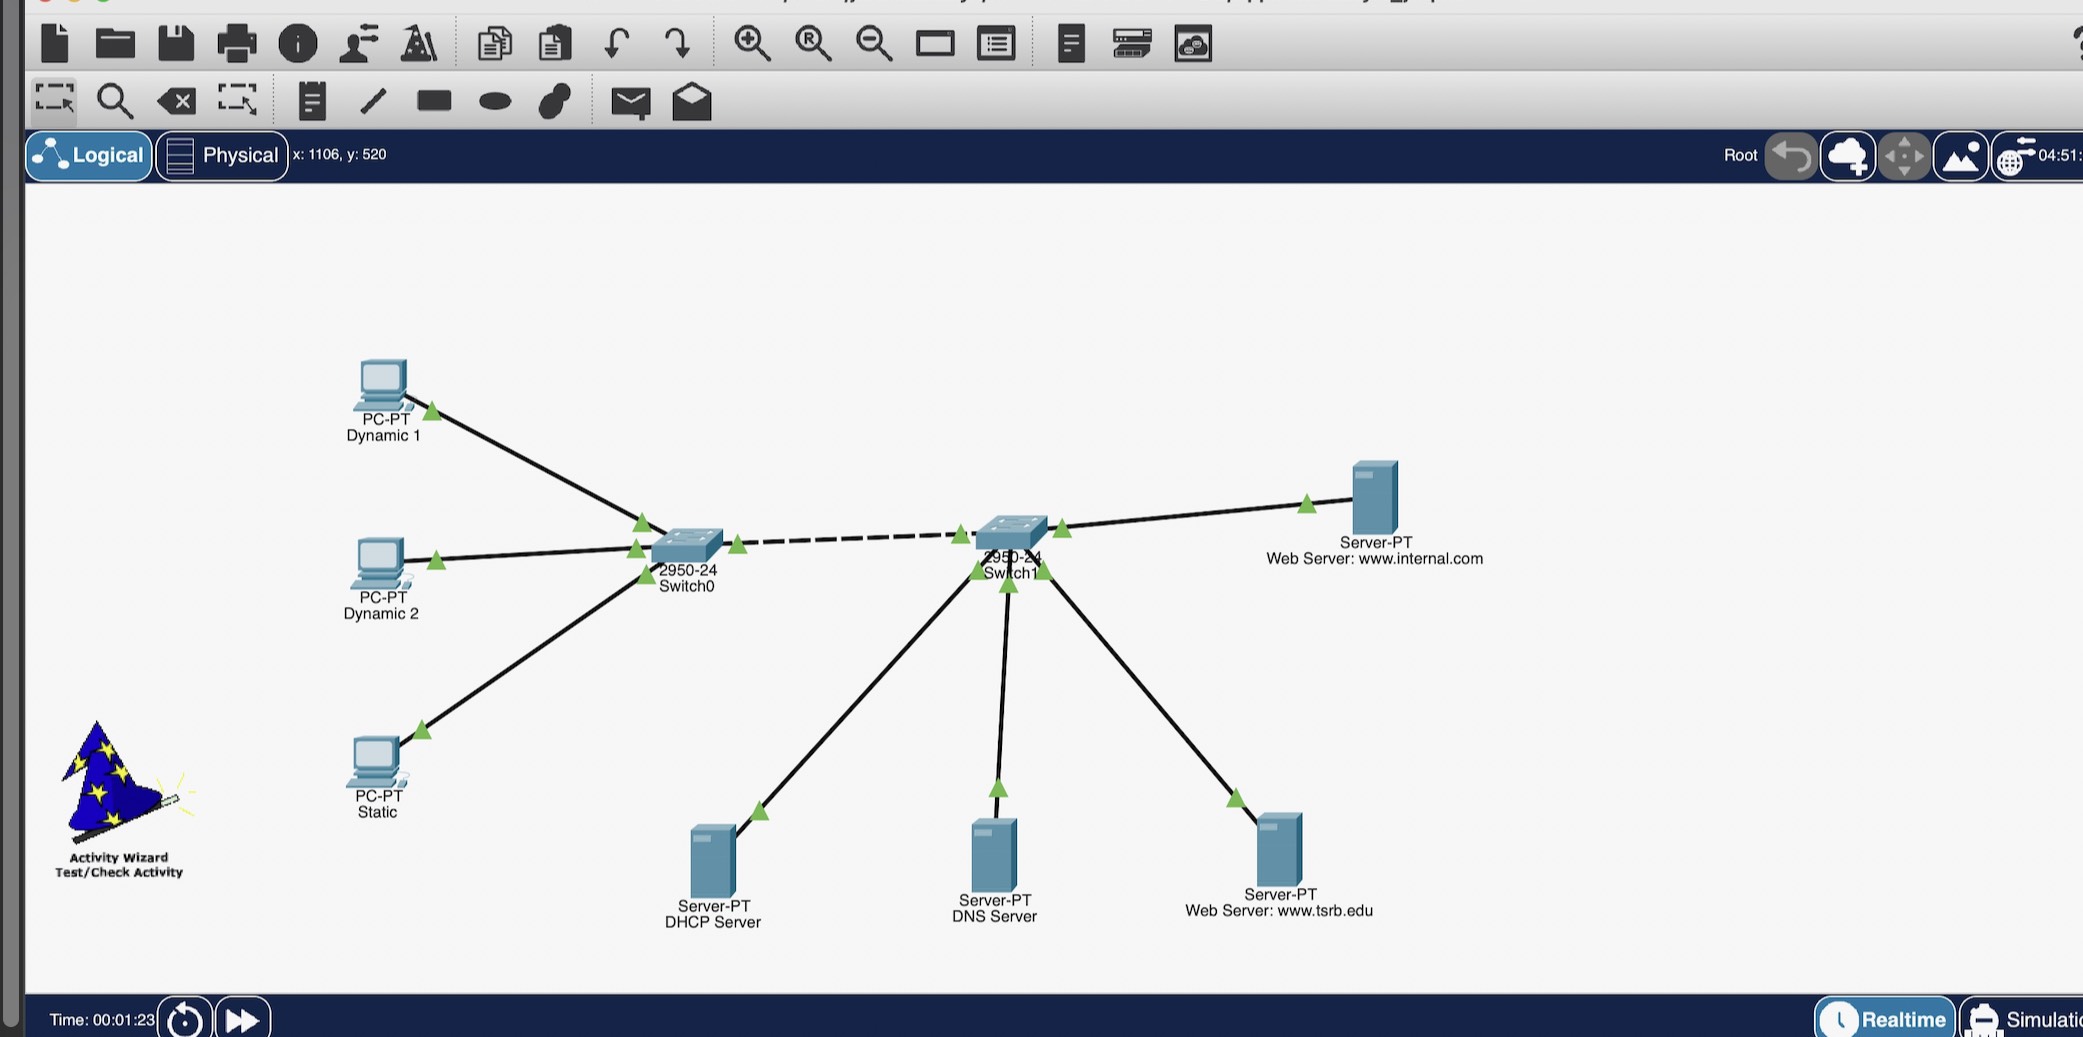 Logical
Physical
x: 1106, y: 520
Root
04:51:
PC-PT
Dynamic 1
PC-PT
Dynamic 2
2950-24
Switch0
2950-24
Switch1
Server-PT
Web Server: www.internal.com
PC-PT
Static
Activity Wizard
Test/Check Activity
Server-PT
DHCP Server
Server-PT
DNS Server
Server-PT
Web Server: www.tsrb.edu
Time: 00:01:23
Realtime
Simulatio